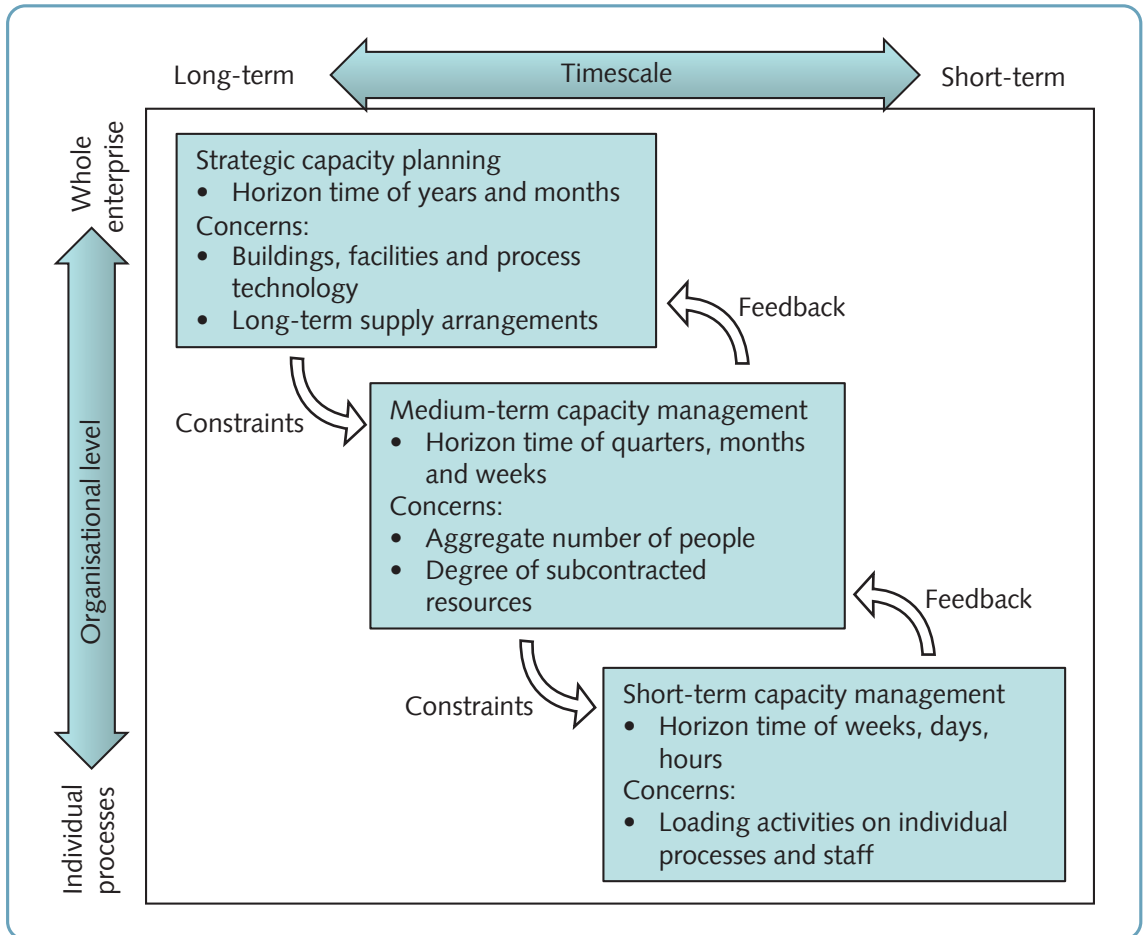 Long-term
Timescale
Short-term
Whole
enterprise
Organisational level
Individual
processes
Strategic capacity planning
• Horizon time of years and months
Concerns:
• Buildings, facilities and process
technology
• Long-term supply arrangements
Feedback
Constraints
Medium-term capacity management
• Horizon time of quarters, months
and weeks
Concerns:
• Aggregate number of people
• Degree of subcontracted
resources
Feedback
Constraints
Short-term capacity management
• Horizon time of weeks, days,
hours
Concerns:
• Loading activities on individual
processes and staff